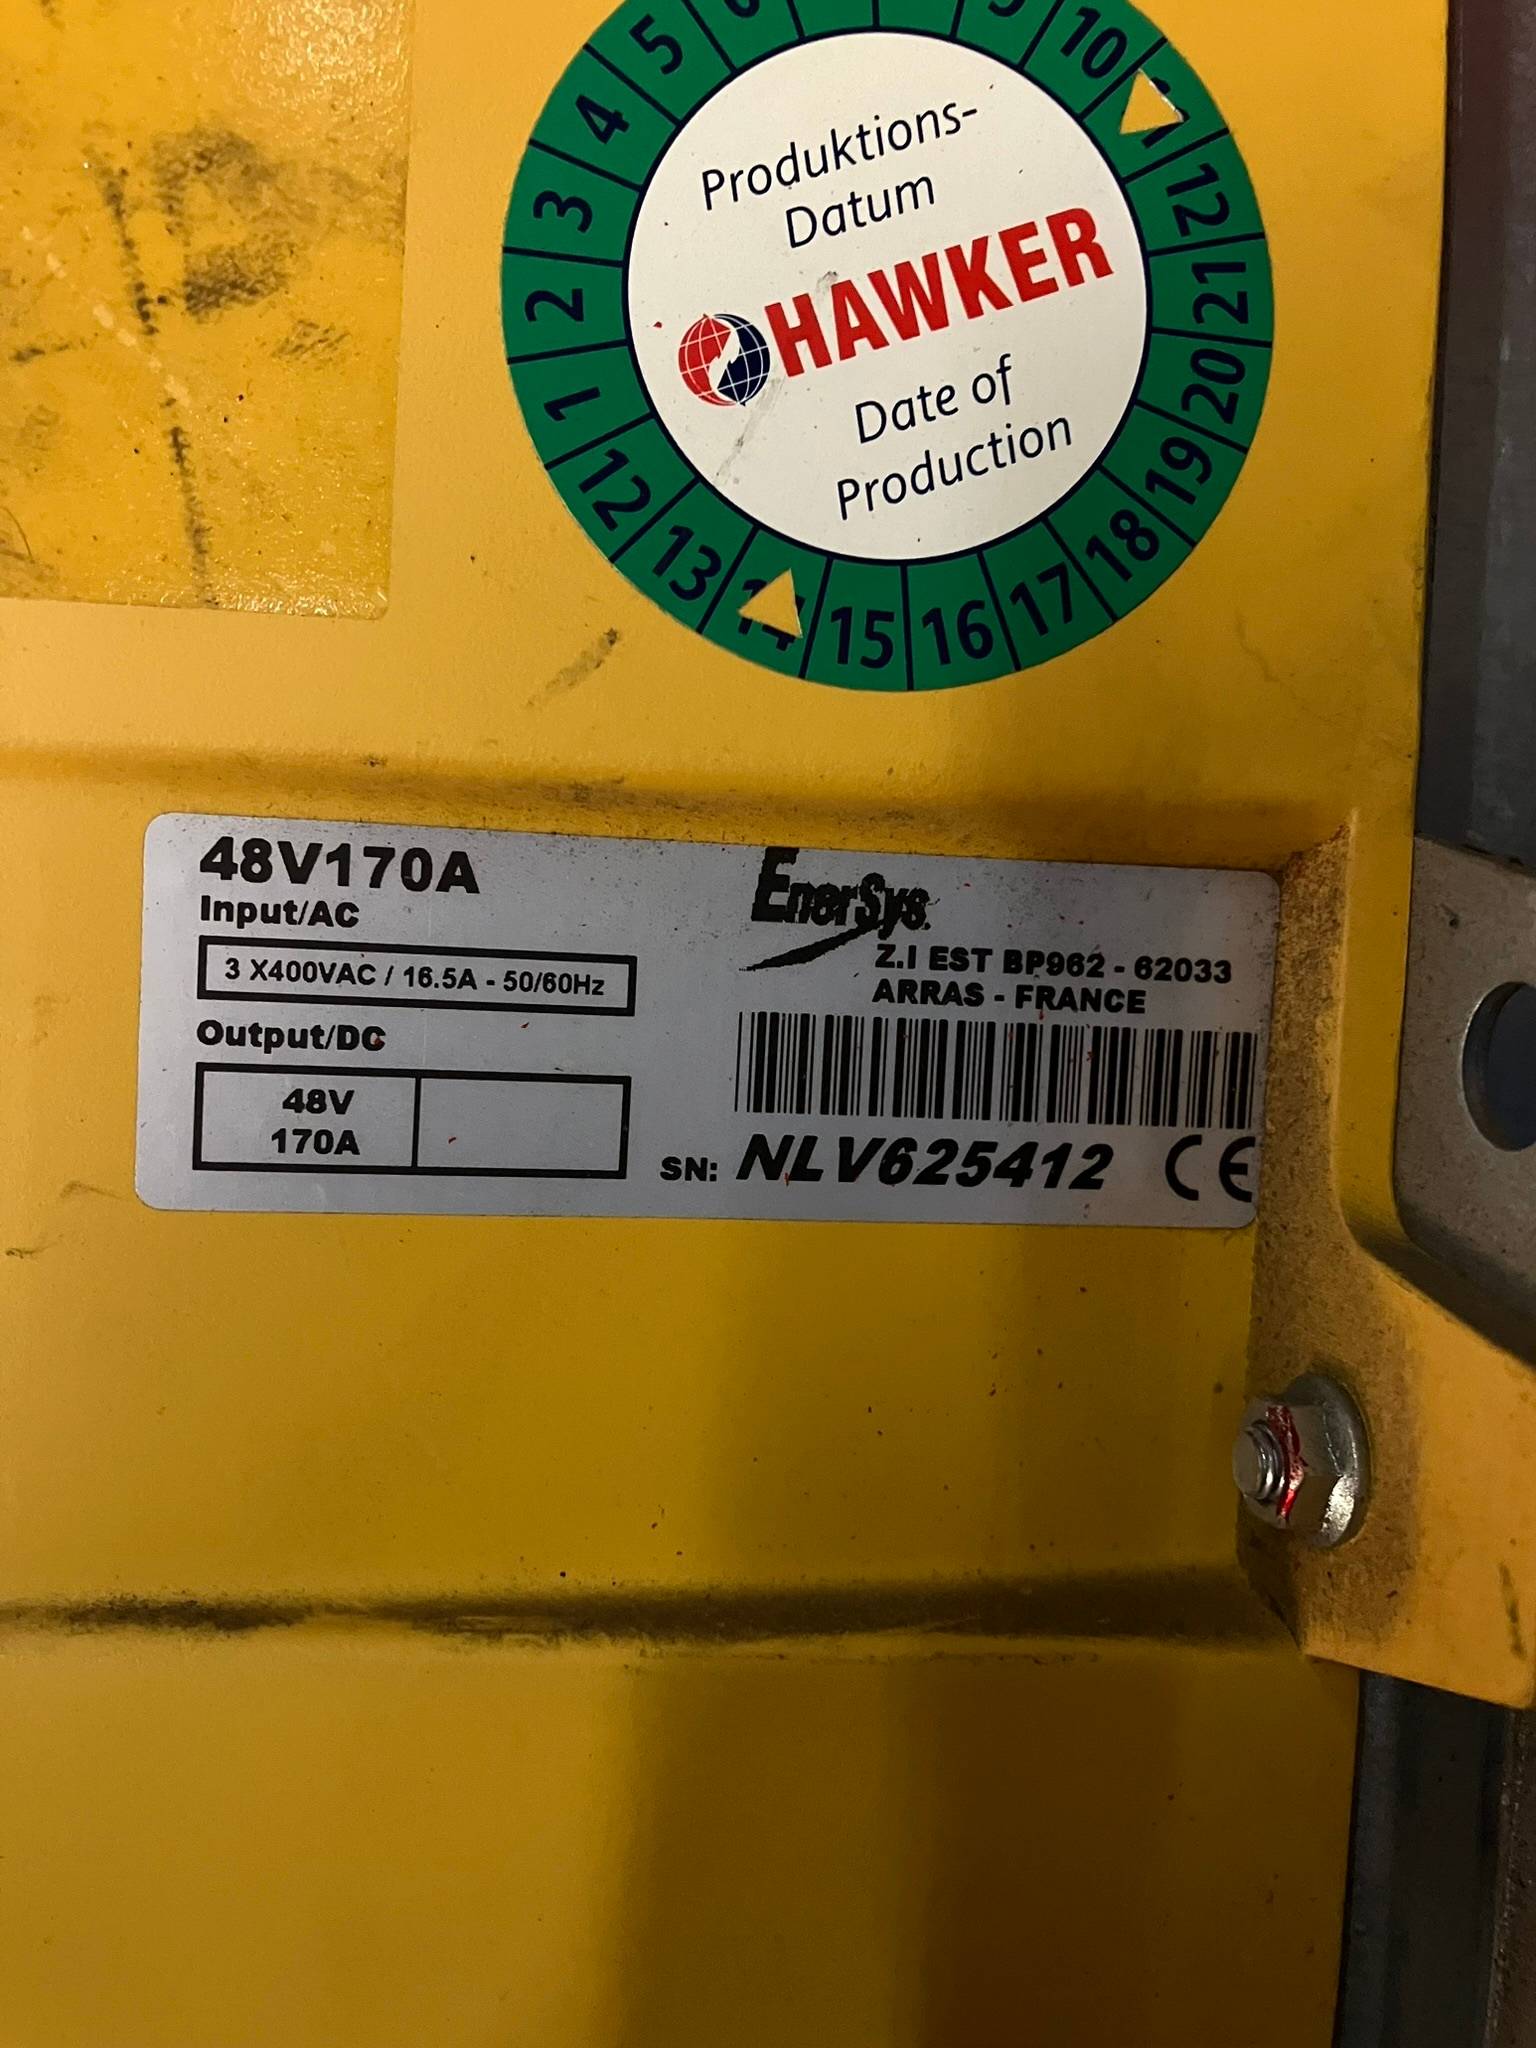 1
2
3
4
5
10
12
12
13
14
15
16
17
18
19
20
21
Produktions-
Datum
HAWKER
Date of
Production
48V170A
Input/AC
3 X400VAC / 16.5A - 50/60Hz
Output/DC
48V
170A
EnerSys.
Z.I EST BP962 - 62033
ARRAS - FRANCE
SN: NLV625412 CE